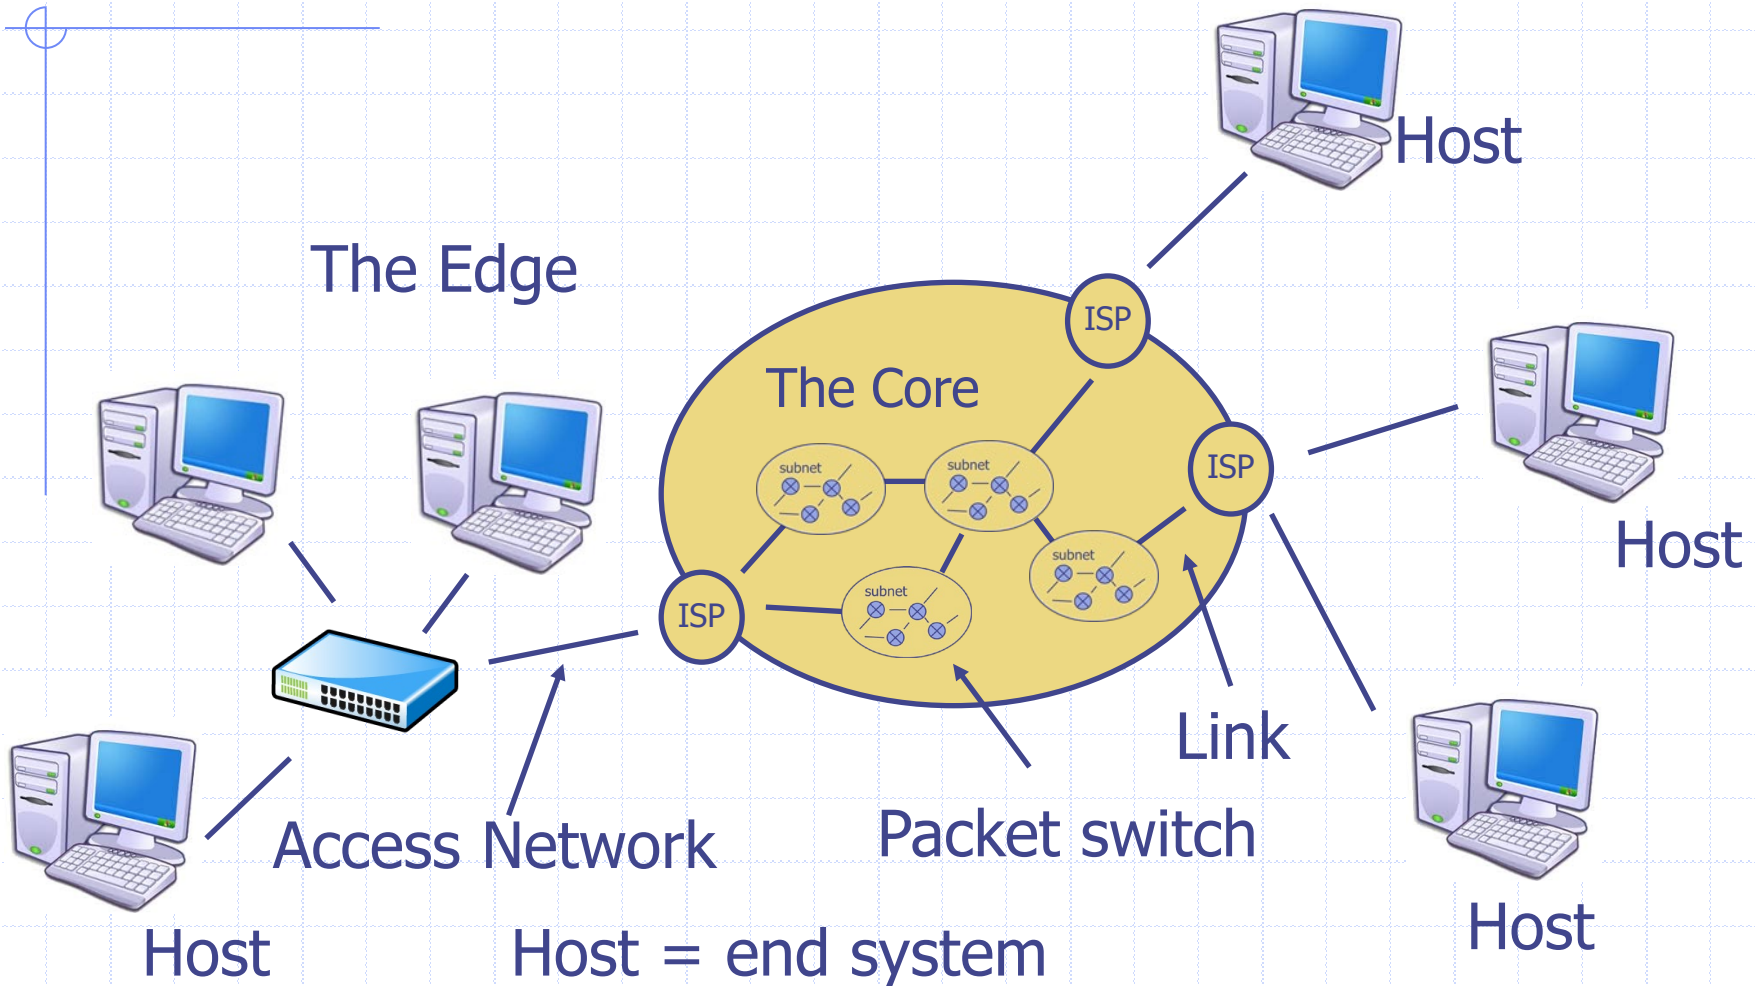 Host
The Edge
ISP
The Core
subnet
subnet
ISP
Host
subnet
subnet
ISP
Link
Access Network
Packet switch
Host
Host = end system
Host